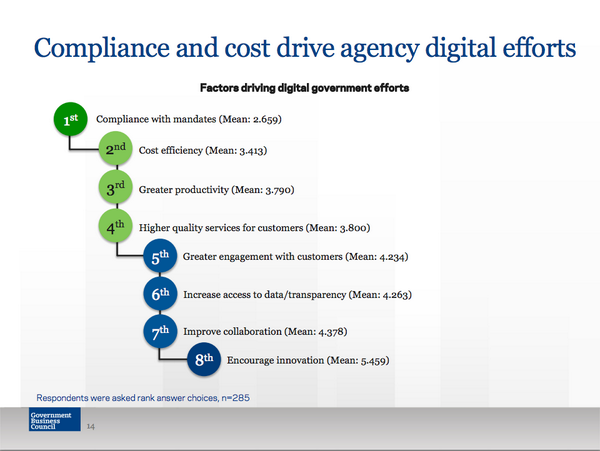 Compliance and cost drive agency digital efforts
Factors driving digital government efforts
1st Compliance with mandates (Mean: 2.659)
2nd Cost efficiency (Mean: 3.413)
3rd Greater productivity (Mean: 3.790)
4th Higher quality services for customers (Mean: 3.800)
5th Greater engagement with customers (Mean: 4.234)
6th Increase access to data/transparency (Mean: 4.263)
7th Improve collaboration (Mean: 4.378)
8th Encourage innovation (Mean: 5.459)
Respondents were asked rank answer choices, n=285
Government
Business
Council
14